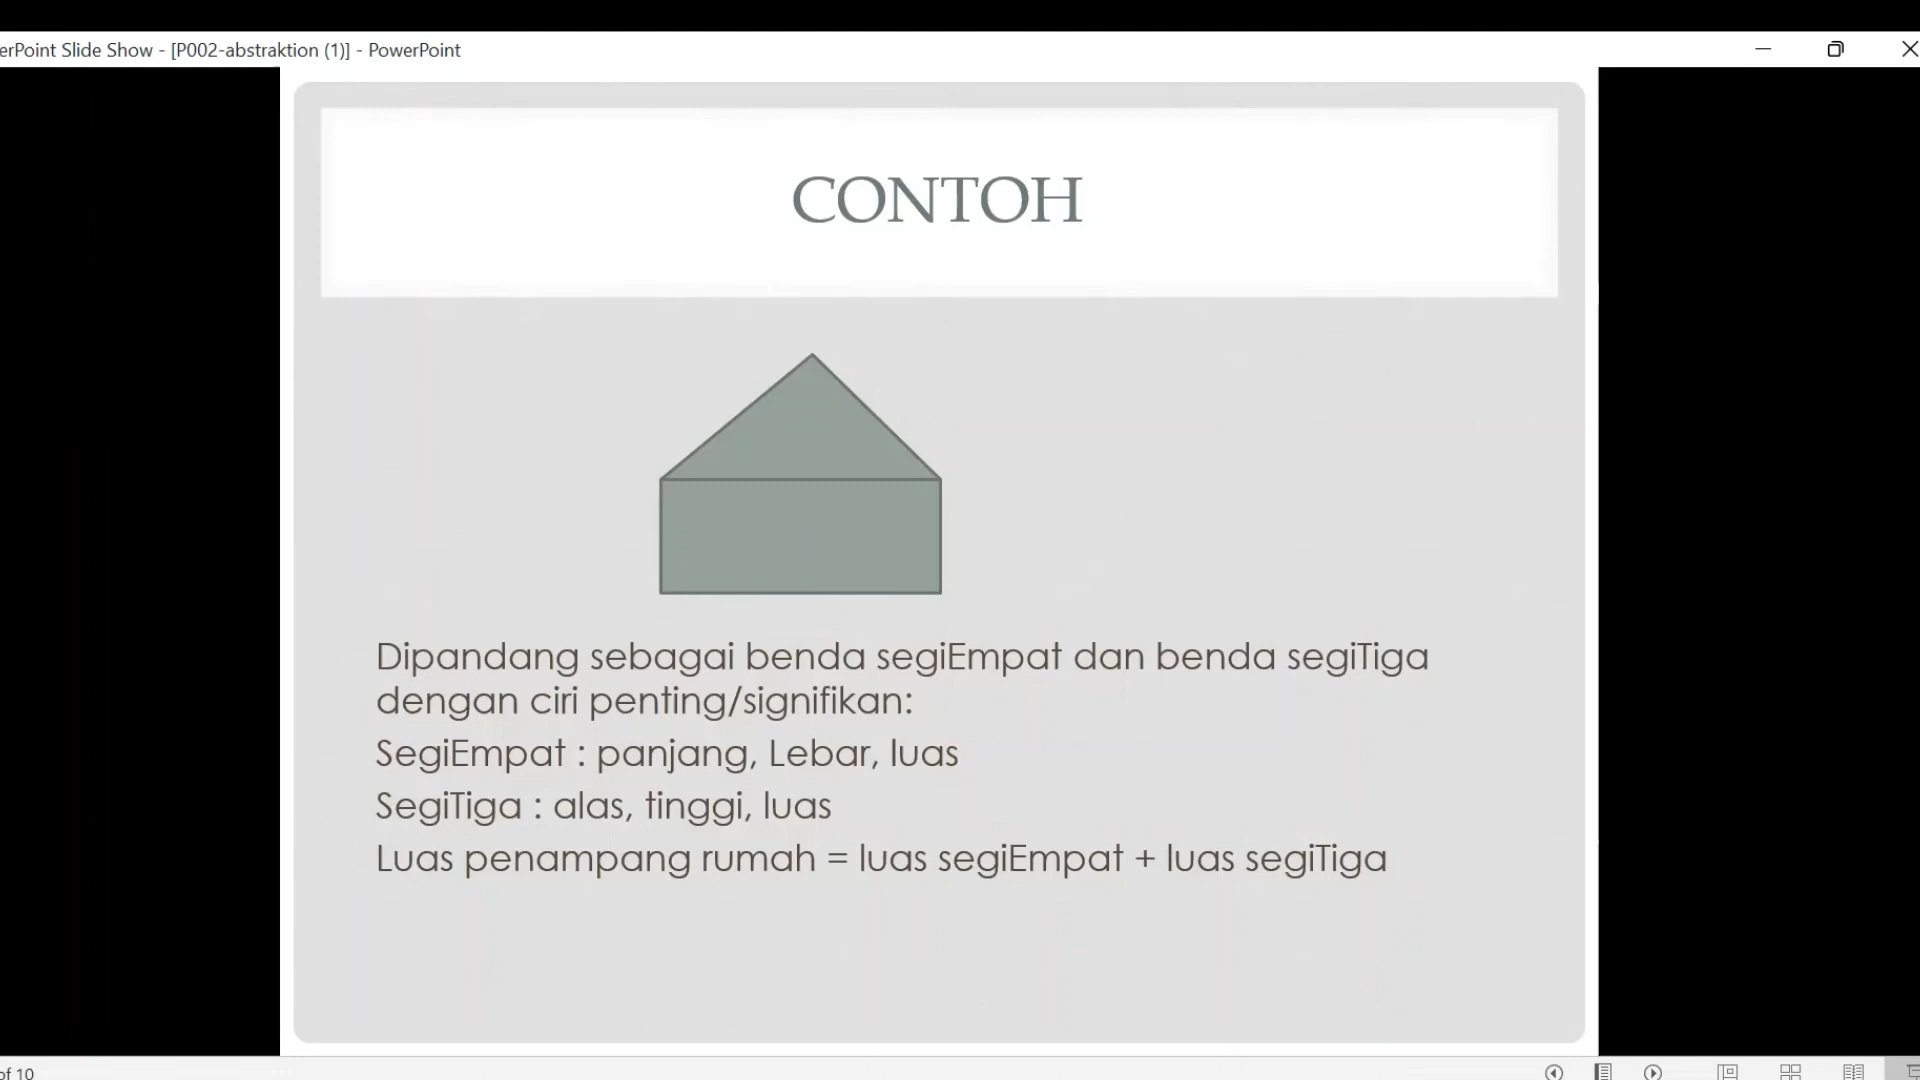 erPoint Slide Show - [P002-abstraktion (1)] - PowerPoint
CONTOH
Dipandang sebagai benda segiEmpat dan benda segiTiga
dengan ciri penting/signifikan:
SegiEmpat : panjang, Lebar, luas
SegiTiga : alas, tinggi, luas
Luas penampang rumah = luas segiEmpat + luas segiTiga
of 10